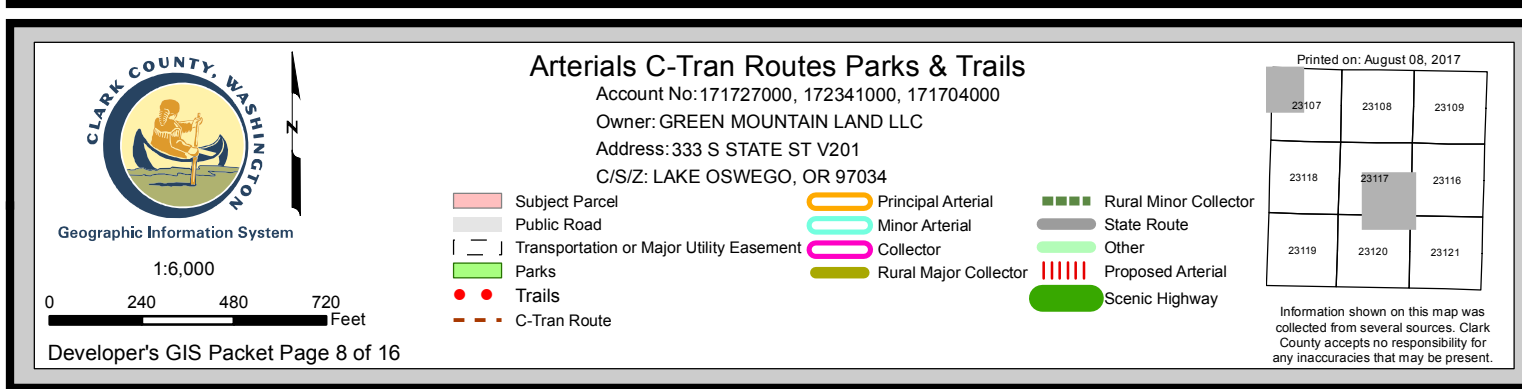 CLARK COUNTY, WASHINGTON
Geographic Information System
N
1:6,000
0 240 480 720
Feet
Developer's GIS Packet Page 8 of 16
Arterials C-Tran Routes Parks & Trails
Account No: 171727000, 172341000, 171704000
Owner: GREEN MOUNTAIN LAND LLC
Address: 333 S STATE ST V201
C/S/Z: LAKE OSWEGO, OR 97034
Subject Parcel
Public Road
Transportation or Major Utility Easement
Parks
Trails
C-Tran Route
Principal Arterial
Minor Arterial
Collector
Rural Major Collector
Rural Minor Collector
State Route
Other
Proposed Arterial
Scenic Highway
Printed on: August 08, 2017
23107 23108 23109
23118 23117 23116
23119 23120 23121
Information shown on this map was
collected from several sources. Clark
County accepts no responsibility for
any inaccuracies that may be present.